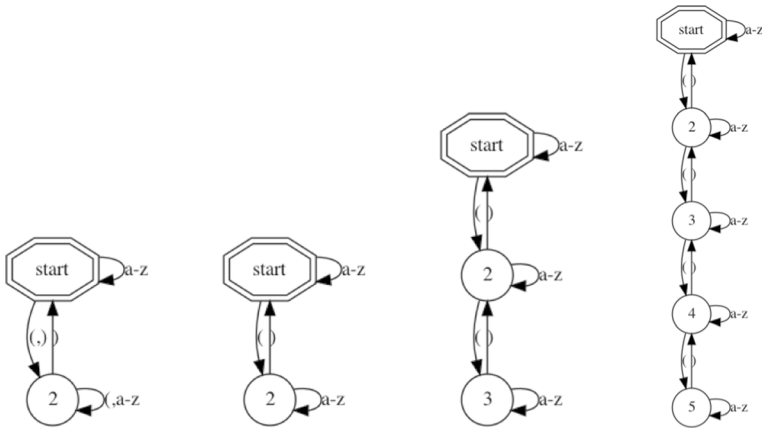 start a-z
(,) )
2 (,a-z
start a-z
( )
2 a-z
start a-z
( )
2 a-z
( )
3 a-z
start a-z
( )
2 a-z
( )
3 a-z
( )
4 a-z
( )
5 a-z